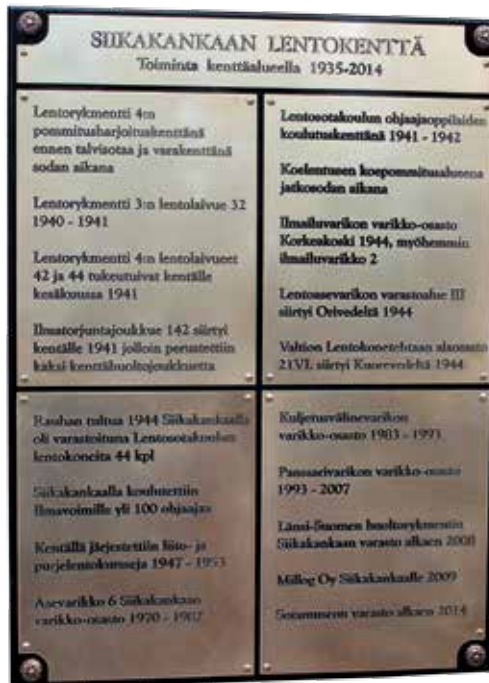 SIIKAKANKAAN LENTOKENTTÄ
Toiminta kenttäalueella 1935-2014
Lentorykmentti 4:n
pommitusharjoituskenttänä
ennen talvisotaa ja varakenttänä
sodan aikana
Lentorykmentti 3:n lentolaivue 32
1940 - 1941
Lentorykmentti 4:n lentolaivueet
42 ja 44 tukeutuivat kentälle
kesäkuussa 1941
Ilmatorjuntajoukkue 142 siirtyi
kentälle 1941 jolloin perustettiin
kaksi kenttähuoltojoukkuetta
Lentosotakoulun ohjaajaoppilaiden
koulutuskenttänä 1941 - 1942
Koelentueen koepommitusalueena
jatkosodan aikana
Ilmailuvarikon varikko-osasto
Korkeakoski 1944, myöhemmin
ilmailuvarikko 2
Lentoasevarikon varastoalue III
siirtyi Orivedeltä 1944
Valtion Lentokonetehtaan alaosasto
21VL siirtyi Kuorevedeltä 1944
Rauhan tultua 1944 Siikakankaalla
oli varastoituna Lentosotakoulun
lentokoneita 44 kpl
Siikakankaalla koulutettiin
Ilmavoimille yli 100 ohjaajaa
Kentällä järjestettiin liito- ja
purjelentokursseja 1947 - 1953
Asevarikko 6 Siikakankaan
varikko-osasto 1970 -
Kuljetusvälinevarikon
varikko-osasto 1983 - 1993
Panssarivarikon varikko-osasto
1993 - 2007
Länsi-Suomen huoltorykmentin
Siikakankaan varasto alkaen 2008
Millog Oy Siikakankaalle 2009
Sotamuseon varasto alkaen 2014